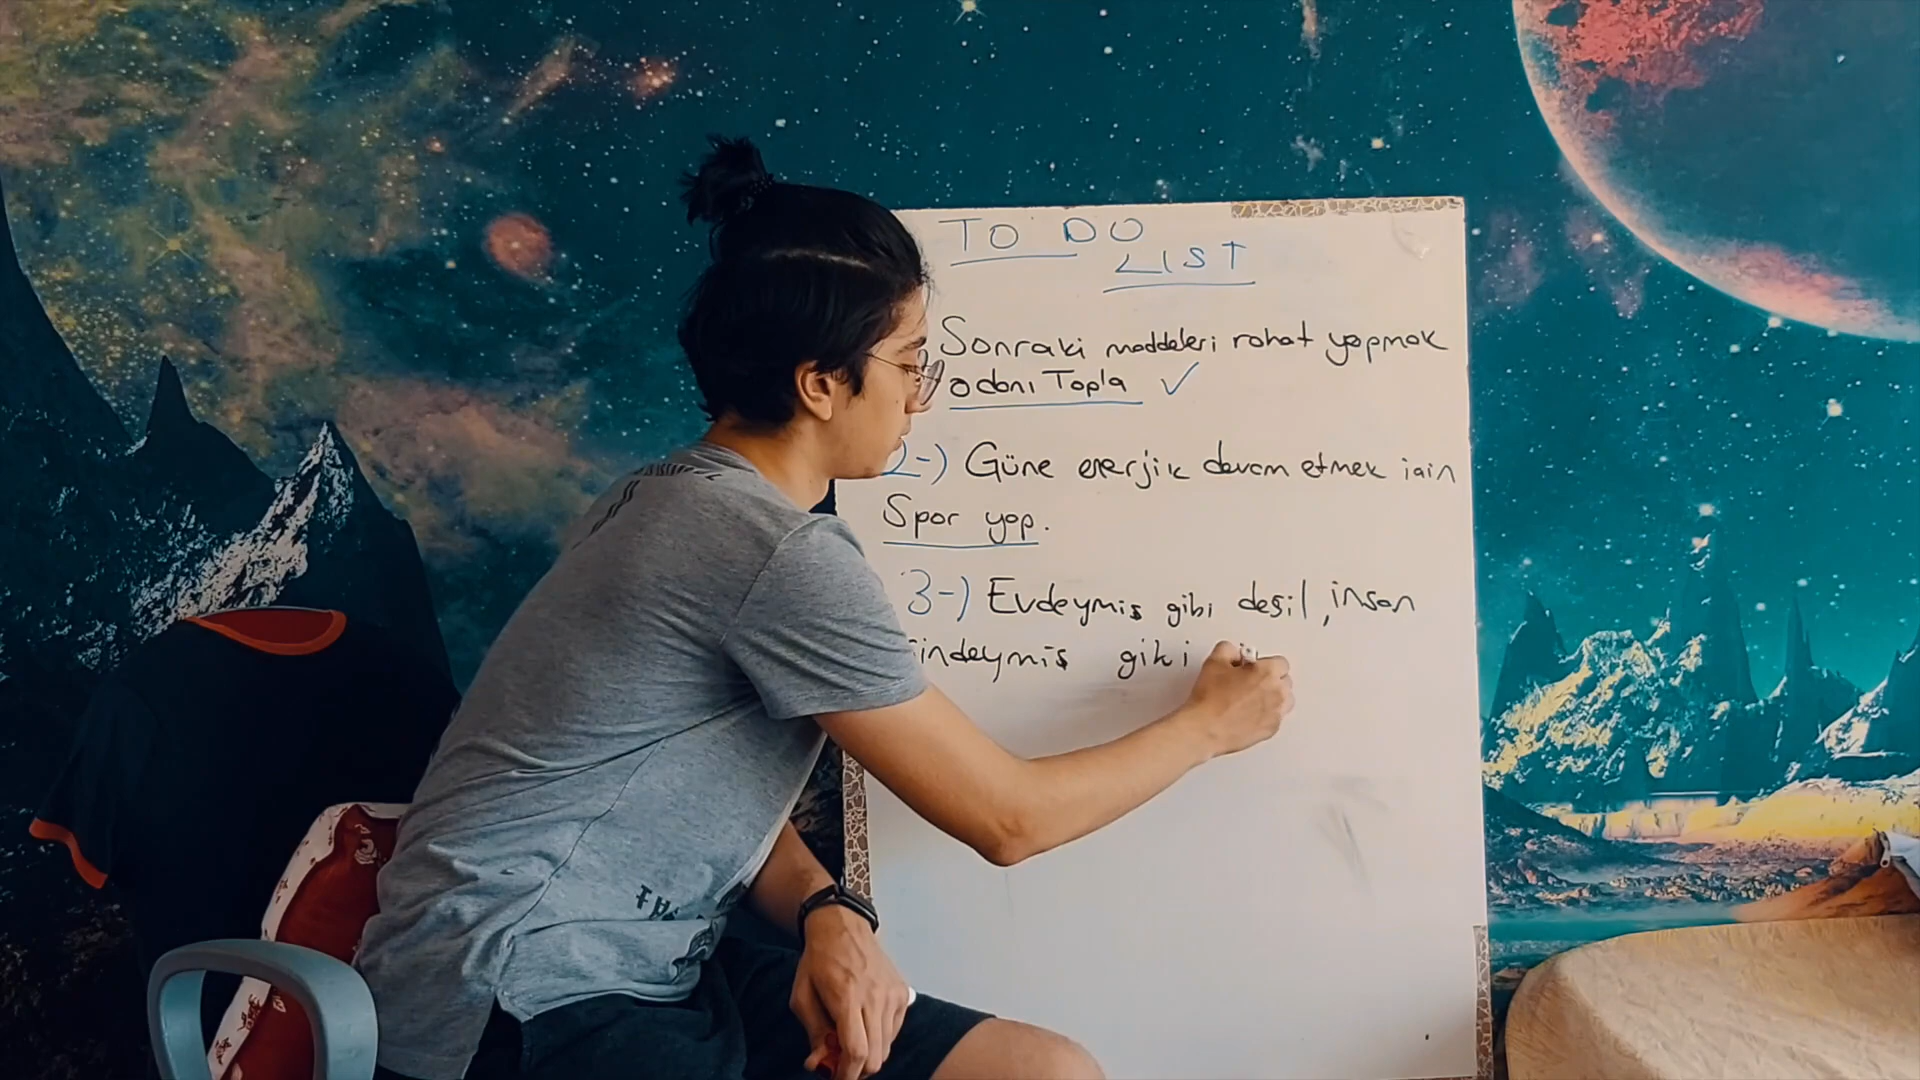 TO DO
LIST
Sonraki maddeleri rahat yapmak
odanı Topla ✓
2-) Güne enerjik devam etmek için
Spor yap.
3-) Evdeymiş gibi değil, insan
indeymiş gibi